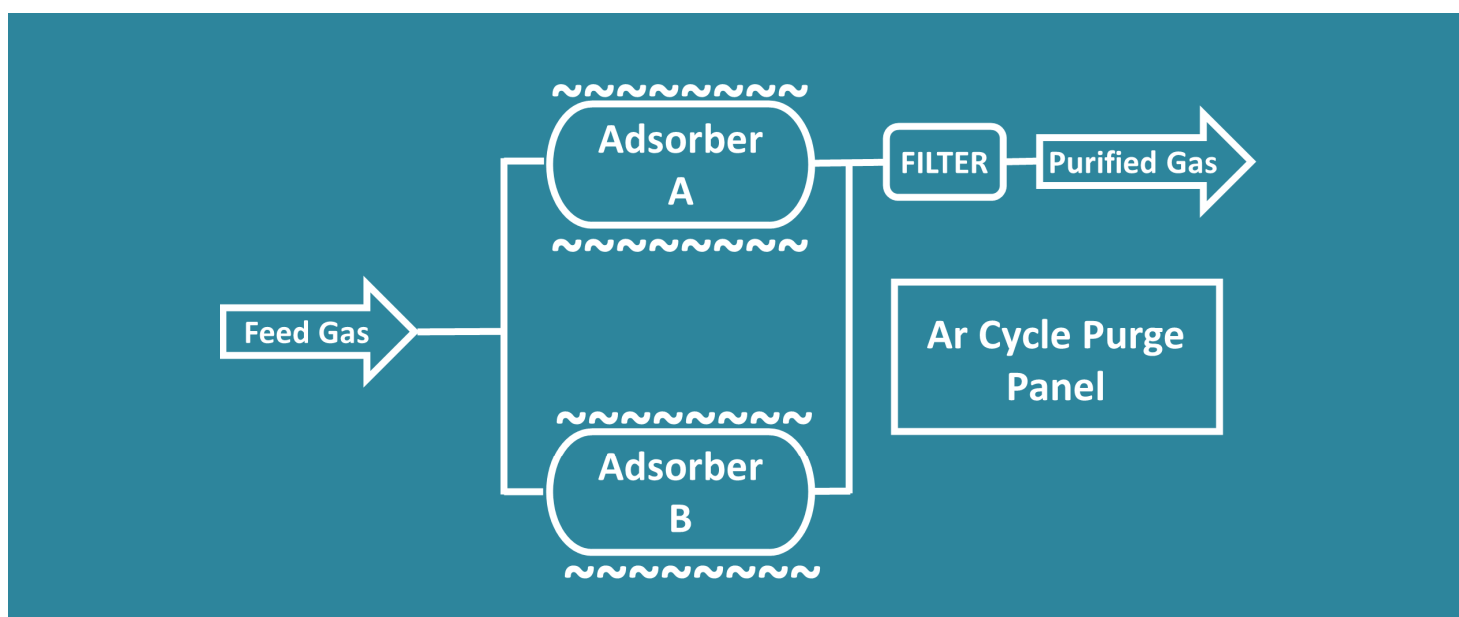 Adsorber
A
FILTER
Purified Gas
Feed Gas
Ar Cycle Purge
Panel
Adsorber
B